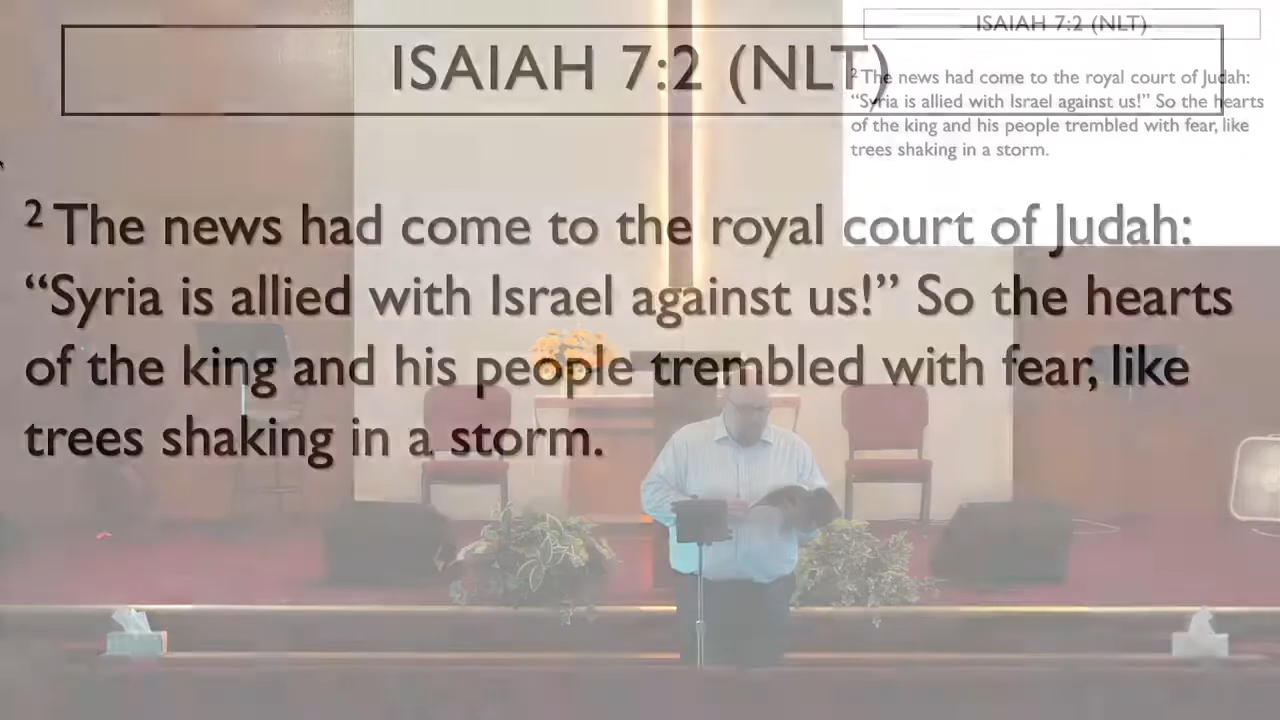 ISAIAH 7:2 (NLT)
2 The news had come to the royal court of Judah:
“Syria is allied with Israel against us!” So the hearts
of the king and his people trembled with fear, like
trees shaking in a storm.
ISAIAH 7:2 (NLT)
2 The news had come to the royal court of Judah:
“Syria is allied with Israel against us!” So the hearts
of the king and his people trembled with fear, like
trees shaking in a storm.